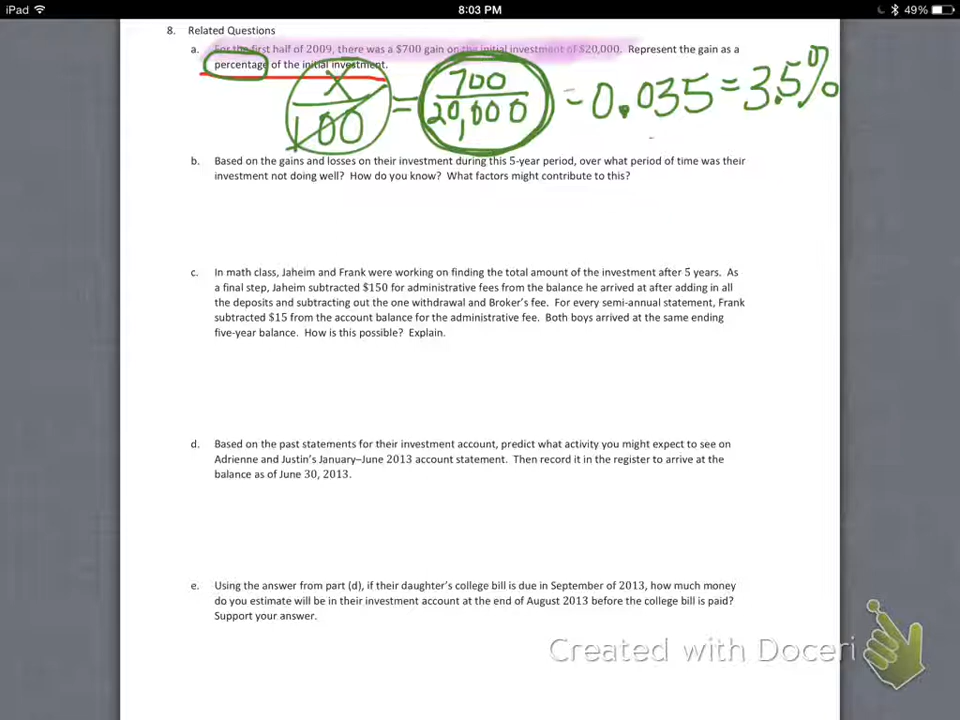 iPad 8:03 PM 49%
8. Related Questions
a. For the first half of 2009, there was a $700 gain on the initial investment of $20,000. Represent the gain as a
percentage of the initial investment.
x/100 = 700/20,000 = 0.035 = 3.5%
b. Based on the gains and losses on their investment during this 5-year period, over what period of time was their
investment not doing well? How do you know? What factors might contribute to this?
c. In math class, Jaheim and Frank were working on finding the total amount of the investment after 5 years. As
a final step, Jaheim subtracted $150 for administrative fees from the balance he arrived at after adding in all
the deposits and subtracting out the one withdrawal and Broker's fee. For every semi-annual statement, Frank
subtracted $15 from the account balance for the administrative fee. Both boys arrived at the same ending
five-year balance. How is this possible? Explain.
d. Based on the past statements for their investment account, predict what activity you might expect to see on
Adrienne and Justin's January–June 2013 account statement. Then record it in the register to arrive at the
balance as of June 30, 2013.
e. Using the answer from part (d), if their daughter's college bill is due in September of 2013, how much money
do you estimate will be in their investment account at the end of August 2013 before the college bill is paid?
Support your answer.
Created with Doceri